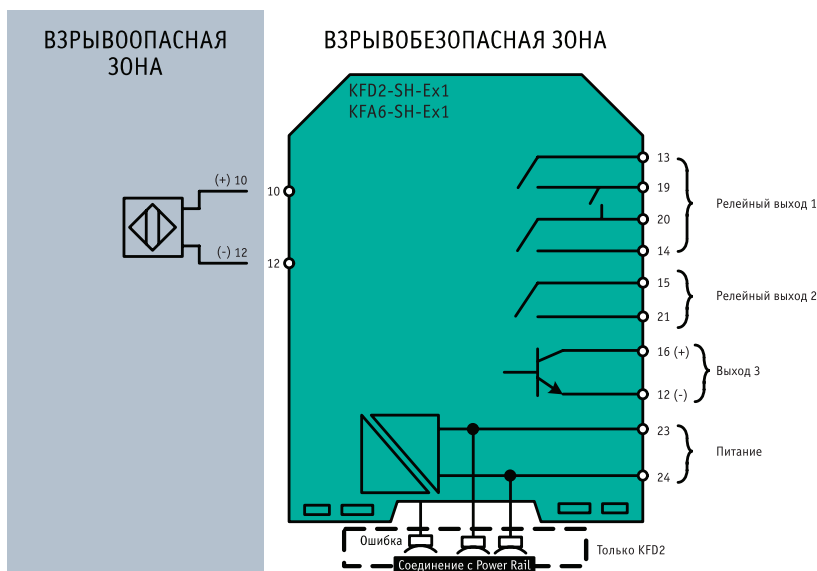 ВЗРЫВООПАСНАЯ
ЗОНА
ВЗРЫВОБЕЗОПАСНАЯ ЗОНА
KFD2-SH-Ex1
KFA6-SH-Ex1
(+) 10
10
(-) 12
12
13
19
20
14
Релейный выход 1
15
21
Релейный выход 2
16 (+)
12 (-)
Выход 3
23
24
Питание
Ошибка
Только KFD2
Соединение с Power Rail